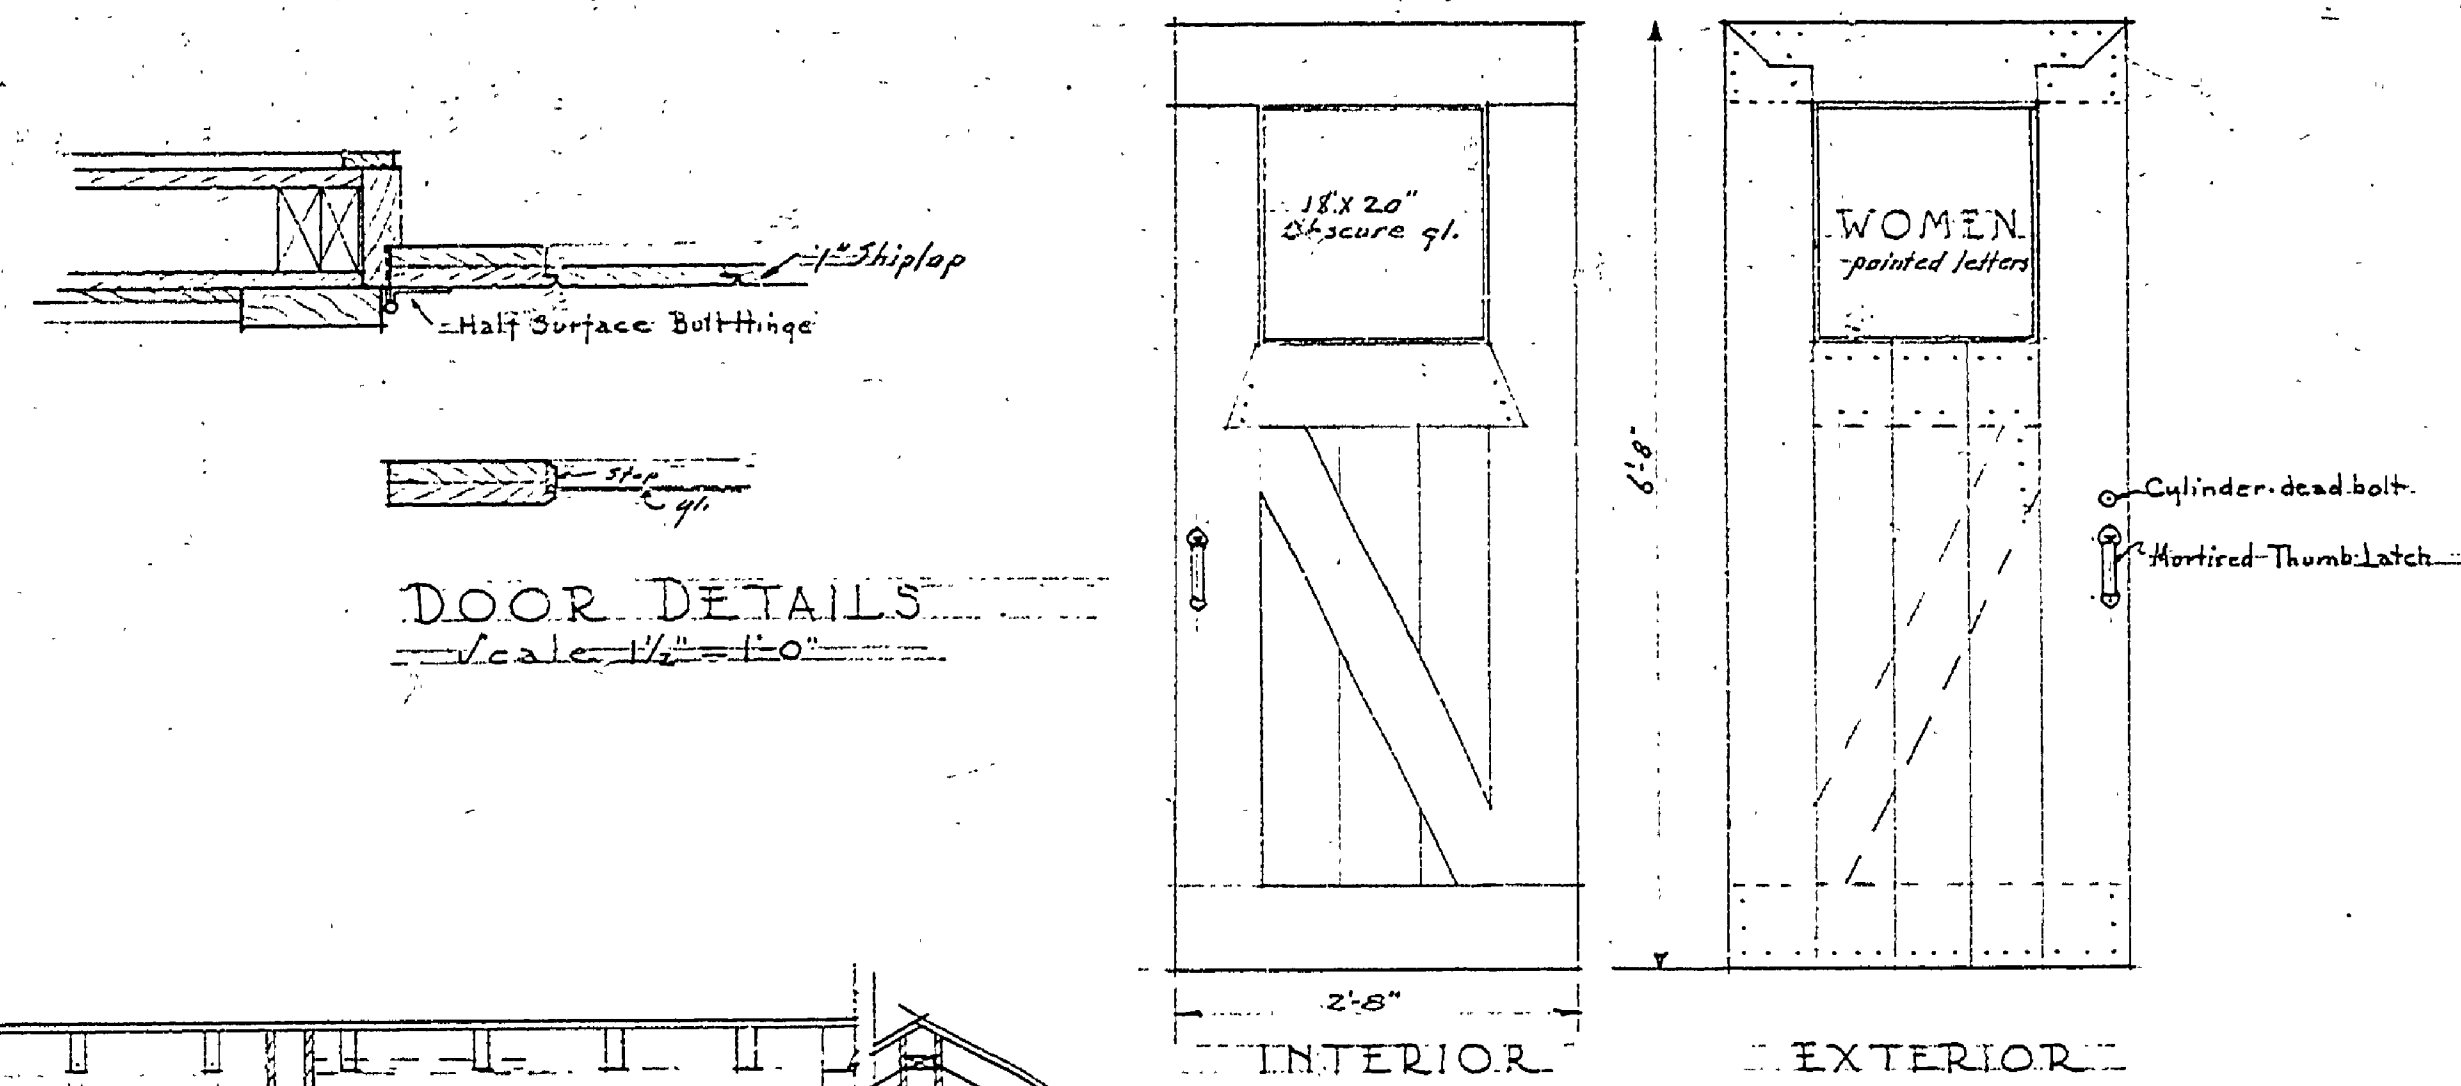 1" Shiplap
Half Surface Butt Hinge
stop
gl.
DOOR DETAILS
Scale 1½" = 1'-0"
18" X 20"
Obscure gl.
6'-8"
2'-8"
INTERIOR
WOMEN
painted letters
Cylinder dead bolt
Mortised Thumb Latch
EXTERIOR